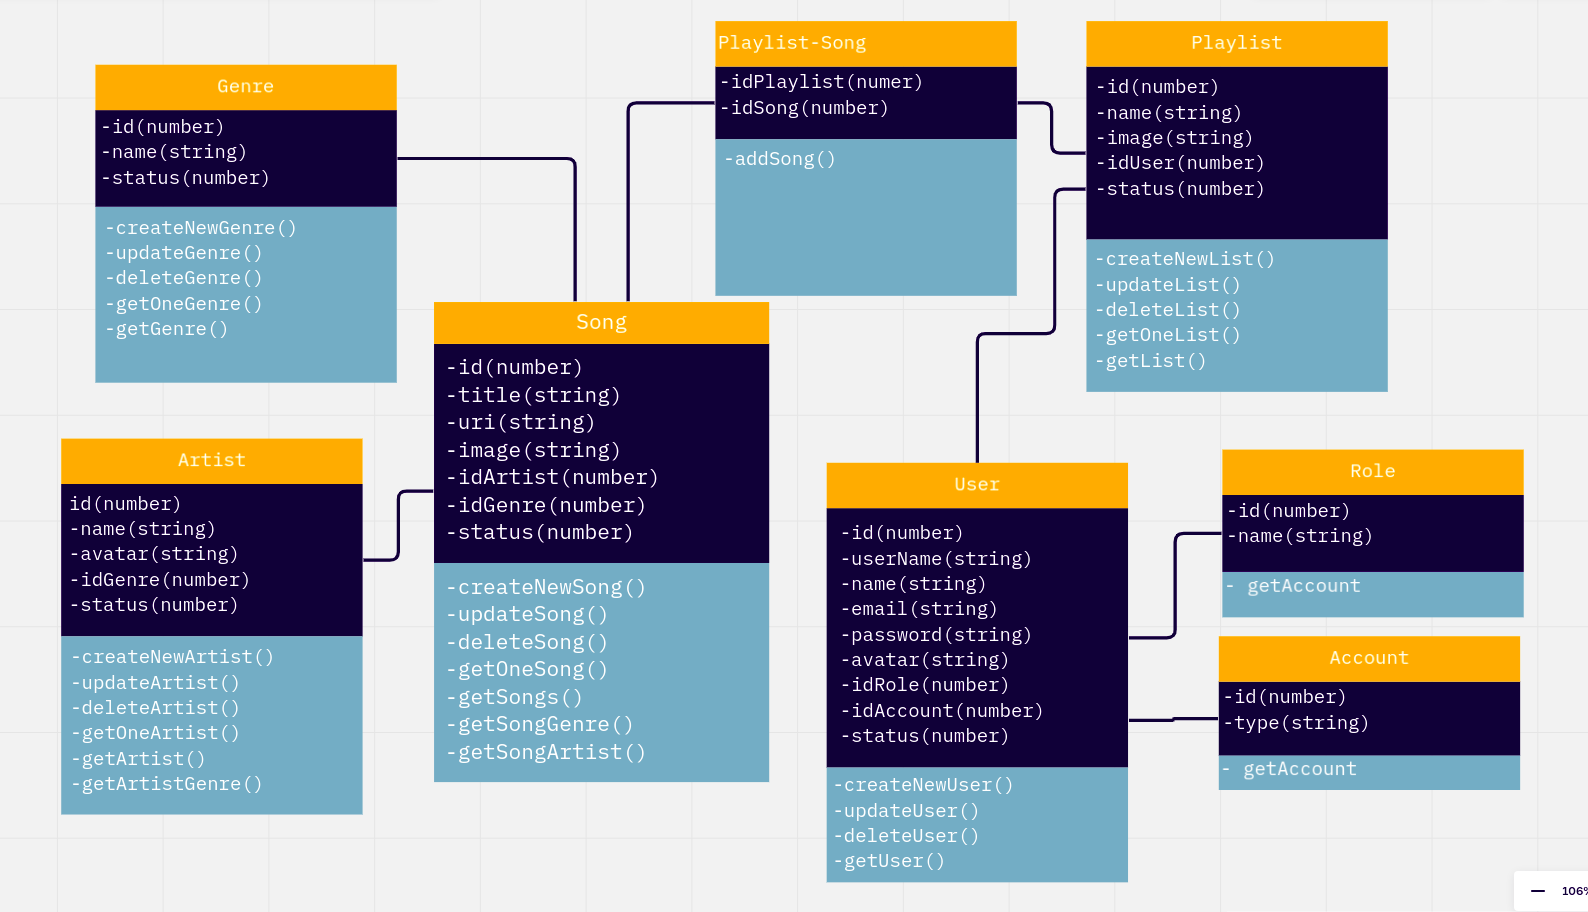 Genre
-id(number)
-name(string)
-status(number)
-createNewGenre()
-updateGenre()
-deleteGenre()
-getOneGenre()
-getGenre()
Playlist-Song
-idPlaylist(numer)
-idSong(number)
-addSong()
Playlist
-id(number)
-name(string)
-image(string)
-idUser(number)
-status(number)
-createNewList()
-updateList()
-deleteList()
-getOneList()
-getList()
Song
-id(number)
-title(string)
-uri(string)
-image(string)
-idArtist(number)
-idGenre(number)
-status(number)
-createNewSong()
-updateSong()
-deleteSong()
-getOneSong()
-getSongs()
-getSongGenre()
-getSongArtist()
Artist
id(number)
-name(string)
-avatar(string)
-idGenre(number)
-status(number)
-createNewArtist()
-updateArtist()
-deleteArtist()
-getOneArtist()
-getArtist()
-getArtistGenre()
User
-id(number)
-userName(string)
-name(string)
-email(string)
-password(string)
-avatar(string)
-idRole(number)
-idAccount(number)
-status(number)
-createNewUser()
-updateUser()
-deleteUser()
-getUser()
Role
-id(number)
-name(string)
- getAccount
Account
-id(number)
-type(string)
- getAccount
106%